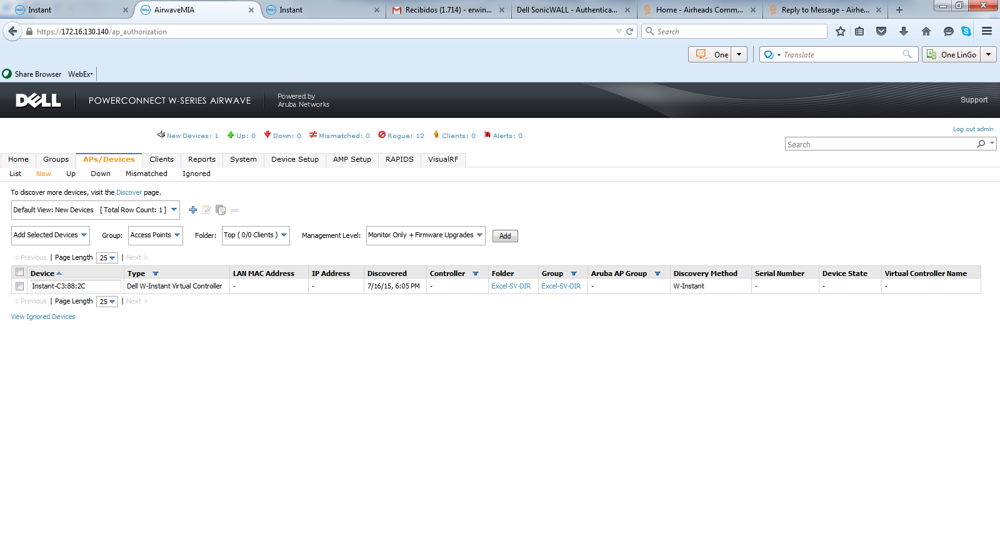 Instant
AirwaveMIA
Instant
Recibidos (1.714) - erwin...
Dell SonicWALL - Authentica...
Home - Airheads Comm...
Reply to Message - Airhe...
https://172.16.130.140/ap_authorization
Search
One
Translate
One LinGo
Share Browser
WebEx
DELL
POWERCONNECT W-SERIES AIRWAVE
Powered by
Aruba Networks
Support
New Devices: 1
Up: 0
Down: 0
Mismatched: 0
Rogue: 12
Clients: 0
Alerts: 0
Log out admin
Search
Home
Groups
APs/Devices
Clients
Reports
System
Device Setup
AMP Setup
RAPIDS
VisualRF
List
New
Up
Down
Mismatched
Ignored
To discover more devices, visit the Discover page.
Default View: New Devices [ Total Row Count: 1 ]
Add Selected Devices
Group:
Access Points
Folder:
Top ( 0/0 Clients )
Management Level:
Monitor Only + Firmware Upgrades
Add
< Previous | Page Length 25 | Next >
Device Type LAN MAC Address IP Address Discovered Controller Folder Group Aruba AP Group Discovery Method Serial Number Device State Virtual Controller Name
Instant-C3:88:2C Dell W-Instant Virtual Controller - - 7/16/15, 6:05 PM - Excel-SV-DIR Excel-SV-DIR - W-Instant - - -
< Previous | Page Length 25 | Next >
View Ignored Devices